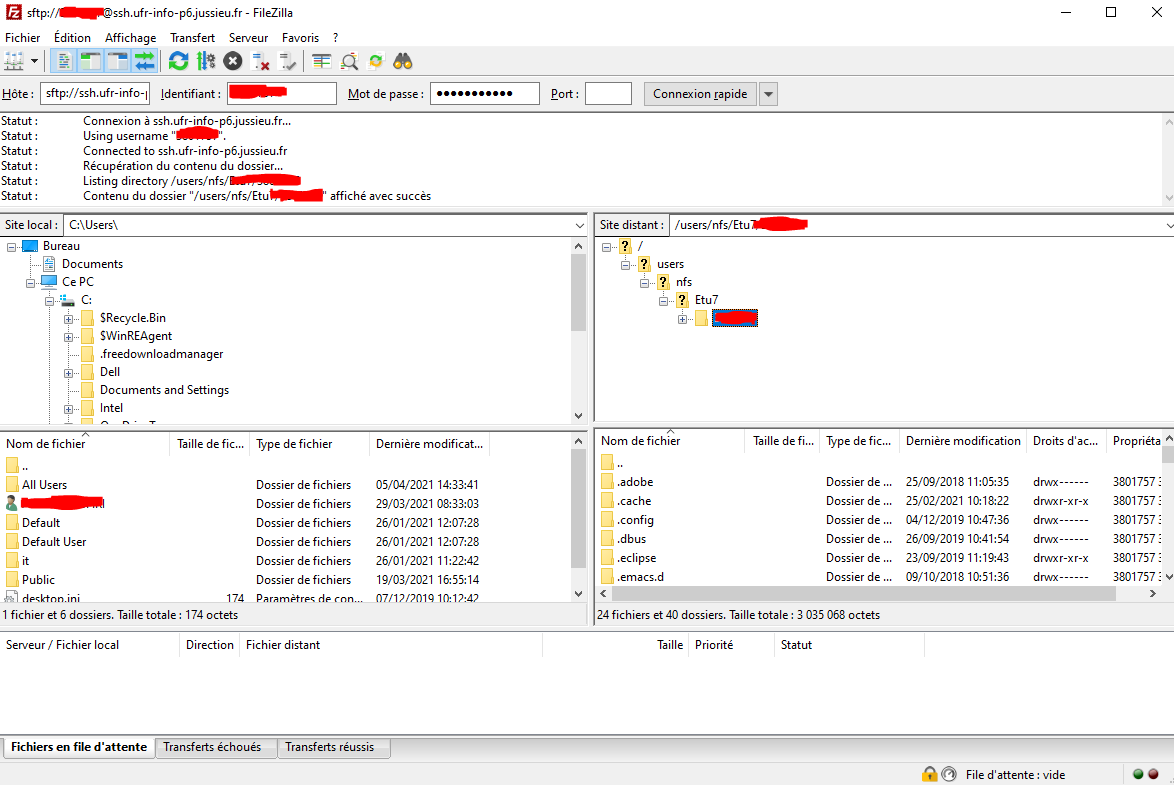 sftp://@ssh.ufr-info-p6.jussieu.fr - FileZilla
Fichier Édition Affichage Transfert Serveur Favoris ?
Hôte : sftp://ssh.ufr-info- Identifiant : Mot de passe : ●●●●●●●●●●● Port : Connexion rapide
Statut : Connexion à ssh.ufr-info-p6.jussieu.fr...
Statut : Using username "".
Statut : Connected to ssh.ufr-info-p6.jussieu.fr
Statut : Récupération du contenu du dossier...
Statut : Listing directory /users/nfs/
Statut : Contenu du dossier "/users/nfs/Etu7/" affiché avec succès
Site local : C:\Users\
Bureau
Documents
Ce PC
C:
$Recycle.Bin
$WinREAgent
.freedownloadmanager
Dell
Documents and Settings
Intel
Site distant : /users/nfs/Etu7
/
users
nfs
Etu7
Nom de fichier Taille de fic... Type de fichier Dernière modificat...
..
All Users Dossier de fichiers 05/04/2021 14:33:41
Dossier de fichiers 29/03/2021 08:33:03
Default Dossier de fichiers 26/01/2021 12:07:28
Default User Dossier de fichiers 26/01/2021 12:07:28
it Dossier de fichiers 26/01/2021 11:22:42
Public Dossier de fichiers 19/03/2021 16:55:14
desktop.ini 174 Paramètres de con... 07/12/2019 10:12:42
1 fichier et 6 dossiers. Taille totale : 174 octets
Nom de fichier Taille de fi... Type de fic... Dernière modification Droits d'ac... Propriéta
..
.adobe Dossier de ... 25/09/2018 11:05:35 drwx------ 3801757
.cache Dossier de ... 25/02/2021 10:18:22 drwxr-xr-x 3801757
.config Dossier de ... 04/12/2019 10:47:36 drwx------ 3801757
.dbus Dossier de ... 26/09/2019 10:41:54 drwx------ 3801757
.eclipse Dossier de ... 23/09/2019 11:19:43 drwxr-xr-x 3801757
.emacs.d Dossier de ... 09/10/2018 10:51:36 drwx------ 3801757
24 fichiers et 40 dossiers. Taille totale : 3 035 068 octets
Serveur / Fichier local Direction Fichier distant Taille Priorité Statut
Fichiers en file d'attente Transferts échoués Transferts réussis
File d'attente : vide